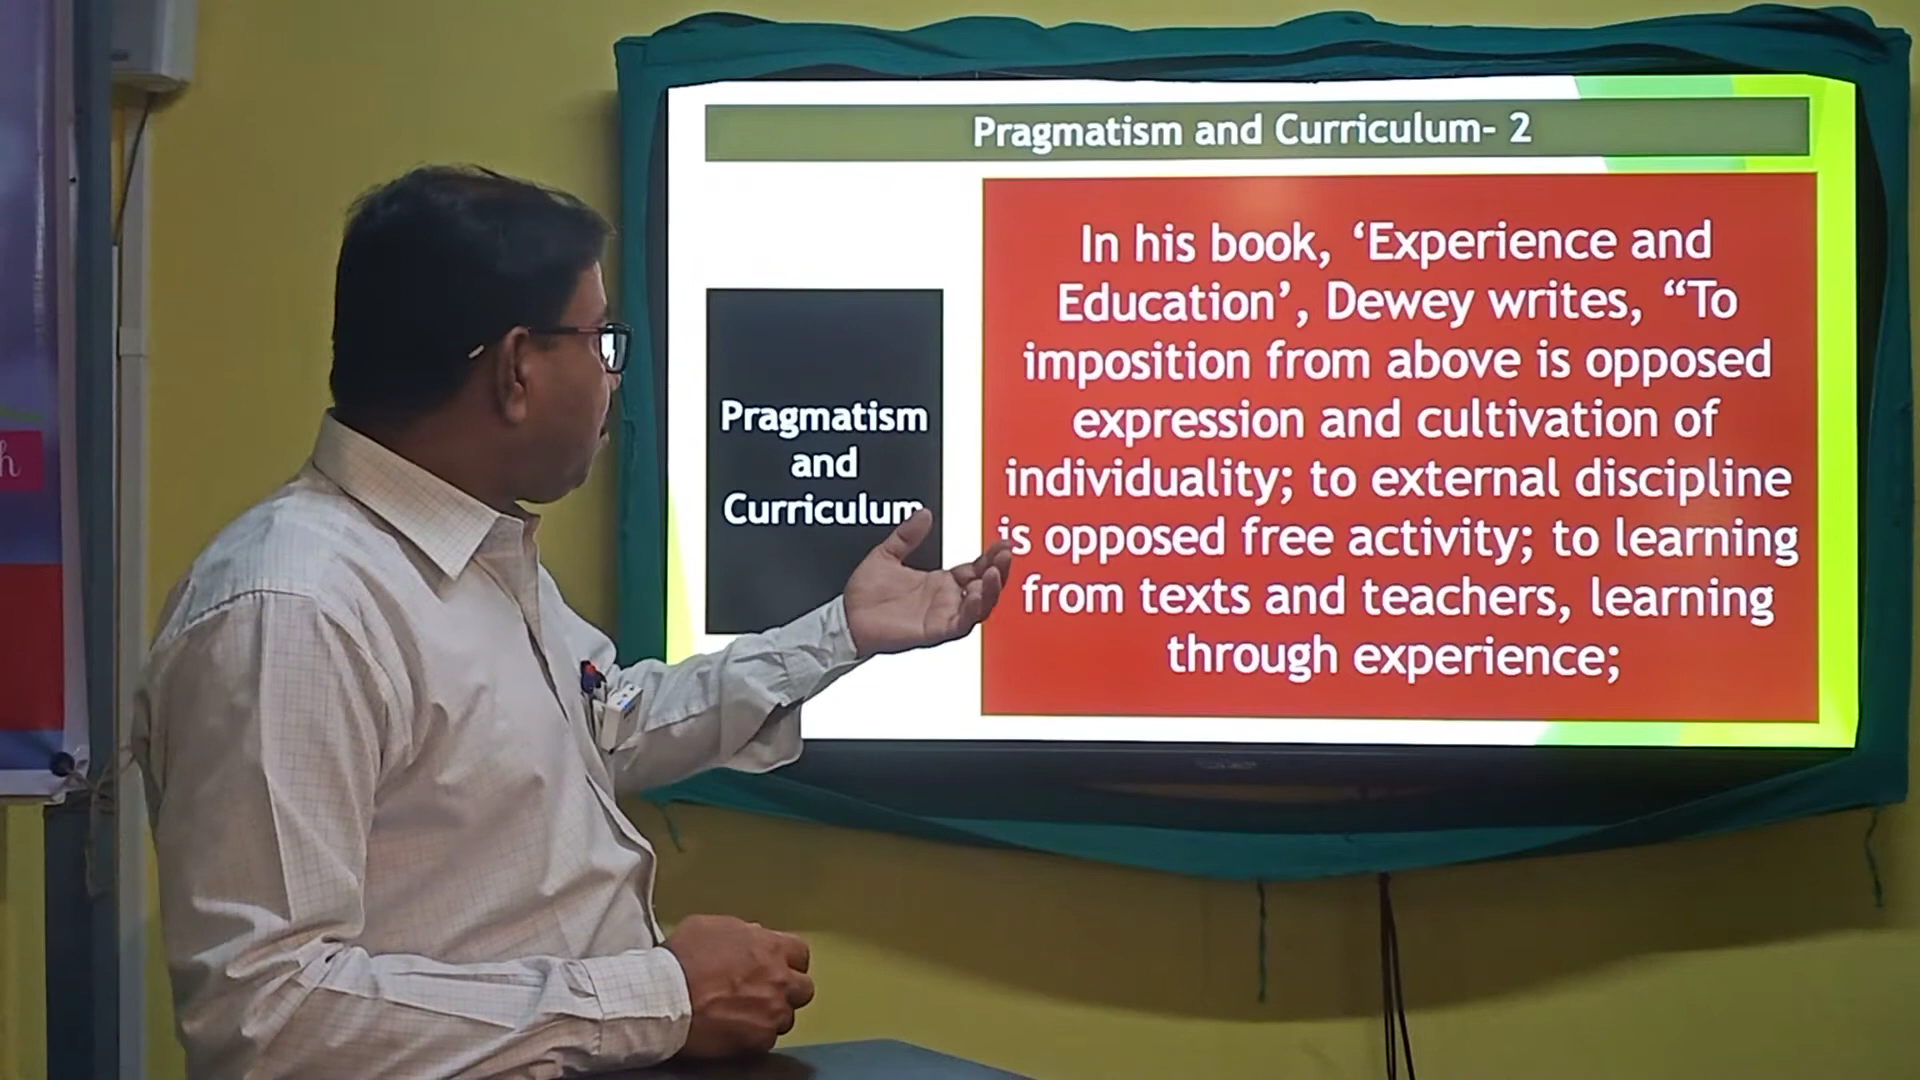 Pragmatism and Curriculum- 2
Pragmatism
and
Curriculum
In his book, ‘Experience and
Education’, Dewey writes, “To
imposition from above is opposed
expression and cultivation of
individuality; to external discipline
is opposed free activity; to learning
from texts and teachers, learning
through experience;